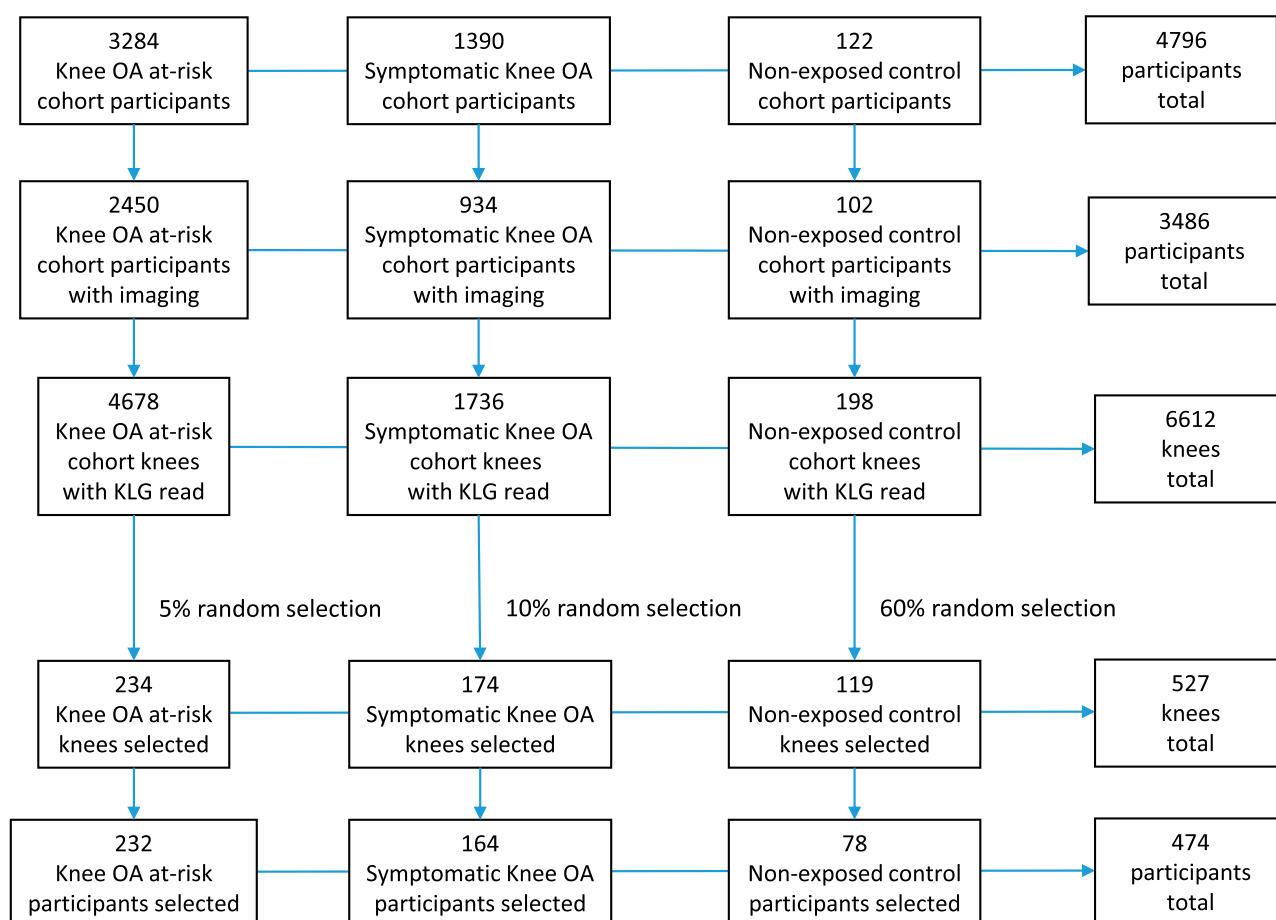 3284
Knee OA at-risk
cohort participants
1390
Symptomatic Knee OA
cohort participants
122
Non-exposed control
cohort participants
4796
participants
total
2450
Knee OA at-risk
cohort participants
with imaging
934
Symptomatic Knee OA
cohort participants
with imaging
102
Non-exposed control
cohort participants
with imaging
3486
participants
total
4678
Knee OA at-risk
cohort knees
with KLG read
1736
Symptomatic Knee OA
cohort knees
with KLG read
198
Non-exposed control
cohort knees
with KLG read
6612
knees
total
5% random selection
10% random selection
60% random selection
234
Knee OA at-risk
knees selected
174
Symptomatic Knee OA
knees selected
119
Non-exposed control
knees selected
527
knees
total
232
Knee OA at-risk
participants selected
164
Symptomatic Knee OA
participants selected
78
Non-exposed control
participants selected
474
participants
total